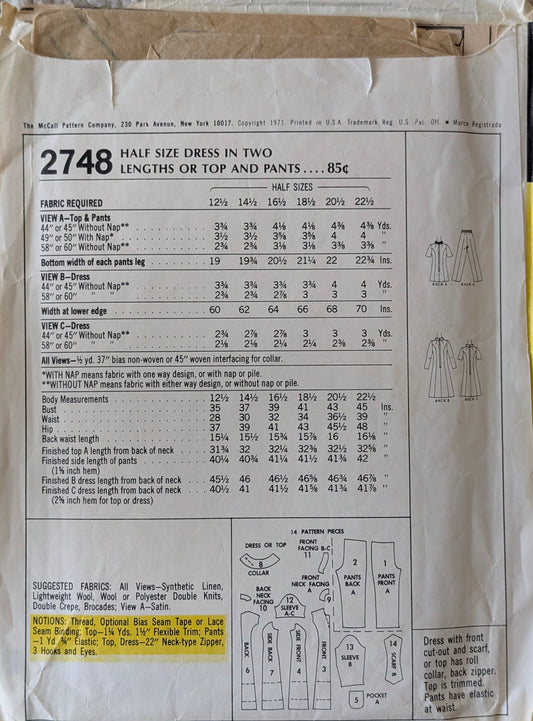 The McCall Pattern Company, 230 Park Avenue, New York 10017. Copyright 1971, Printed in U.S.A. Trademark Reg. U.S. Pac. Off. ● Marca Registrada
2748 HALF SIZE DRESS IN TWO
LENGTHS OR TOP AND PANTS....85¢
HALF SIZES
FABRIC REQUIRED 12½ 14½ 16½ 18½ 20½ 22½
VIEW A–Top & Pants
44" or 45" Without Nap** 3¾ 3¾ 4⅛ 4⅛ 4⅜ 4⅜ Yds.
49" or 50" With Nap* 3½ 3½ 3⅝ 3⅝ 4 4 "
58" or 60" Without Nap** 2¾ 2¾ 3⅛ 3⅛ 3⅜ 3⅜ "
Bottom width of each pants leg 19 19¾ 20½ 21¼ 22 22¾ Ins.
VIEW B–Dress
44" or 45" Without Nap** 3¾ 3¾ 3¾ 3¾ 4 4 Yds.
58" or 60" " " 2¾ 2¾ 2⅞ 3 3 3 "
Width at lower edge 60 62 64 66 68 70 Ins.
VIEW C–Dress
44" or 45" Without Nap** 2¾ 2⅞ 2⅞ 3 3 3 Yds.
58" or 60" " " 2⅛ 2⅛ 2¼ 2¼ 2⅜ 2⅜ "
All Views–½ yd. 37" bias non-woven or 45" woven interfacing for collar.
*WITH NAP means fabric with one way design, or with nap or pile.
**WITHOUT NAP means fabric with either way design, or without nap or pile.
Body Measurements 12½ 14½ 16½ 18½ 20½ 22½
Bust 35 37 39 41 43 45 Ins.
Waist 28 30 32 34 36½ 39 "
Hip 37 39 41 43 45½ 48 "
Back waist length 15¼ 15½ 15¾ 15⅞ 16 16⅛ "
Finished top A length from back of neck 31¾ 32 32¼ 32⅜ 32½ 32⅝ "
Finished side length of pants 40¼ 40¾ 41¼ 41½ 41¾ 42 "
(1⅝ inch hem)
Finished B dress length from back of neck 45½ 46 46½ 46⅝ 46¾ 46⅞ "
Finished C dress length from back of neck 40½ 41 41½ 41⅝ 41¾ 41⅞ "
(2⅝ inch hem for top or dress)
BACK A
BACK A
BACK B
BACK C
SUGGESTED FABRICS: All Views–Synthetic Linen,
Lightweight Wool, Wool or Polyester Double Knits,
Double Crepe, Brocades; View A–Satin.
NOTIONS: Thread, Optional Bias Seam Tape or Lace
Seam Binding; Top–1¼ Yds. 1½" Flexible Trim; Pants
–1 Yd ¾" Elastic; Top, Dress–22" Neck-type Zipper,
3 Hooks and Eyes.
14 PATTERN PIECES
DRESS OR TOP
8
COLLAR
FRONT
FACING B-C
11
FRONT
NECK FACING
A
9
BACK
NECK
FACING
10
12
SLEEVE
A-C
2
PANTS
BACK A
1
PANTS
FRONT A
BACK
6
SIDE BACK
7
SIDE FRONT
4
FRONT
3
13
SLEEVE
B
14
SCARF B
5
POCKET A
Dress with front
cut-out and scarf,
or top has roll
collar, back zipper.
Top is trimmed.
Pants have elastic
at waist.